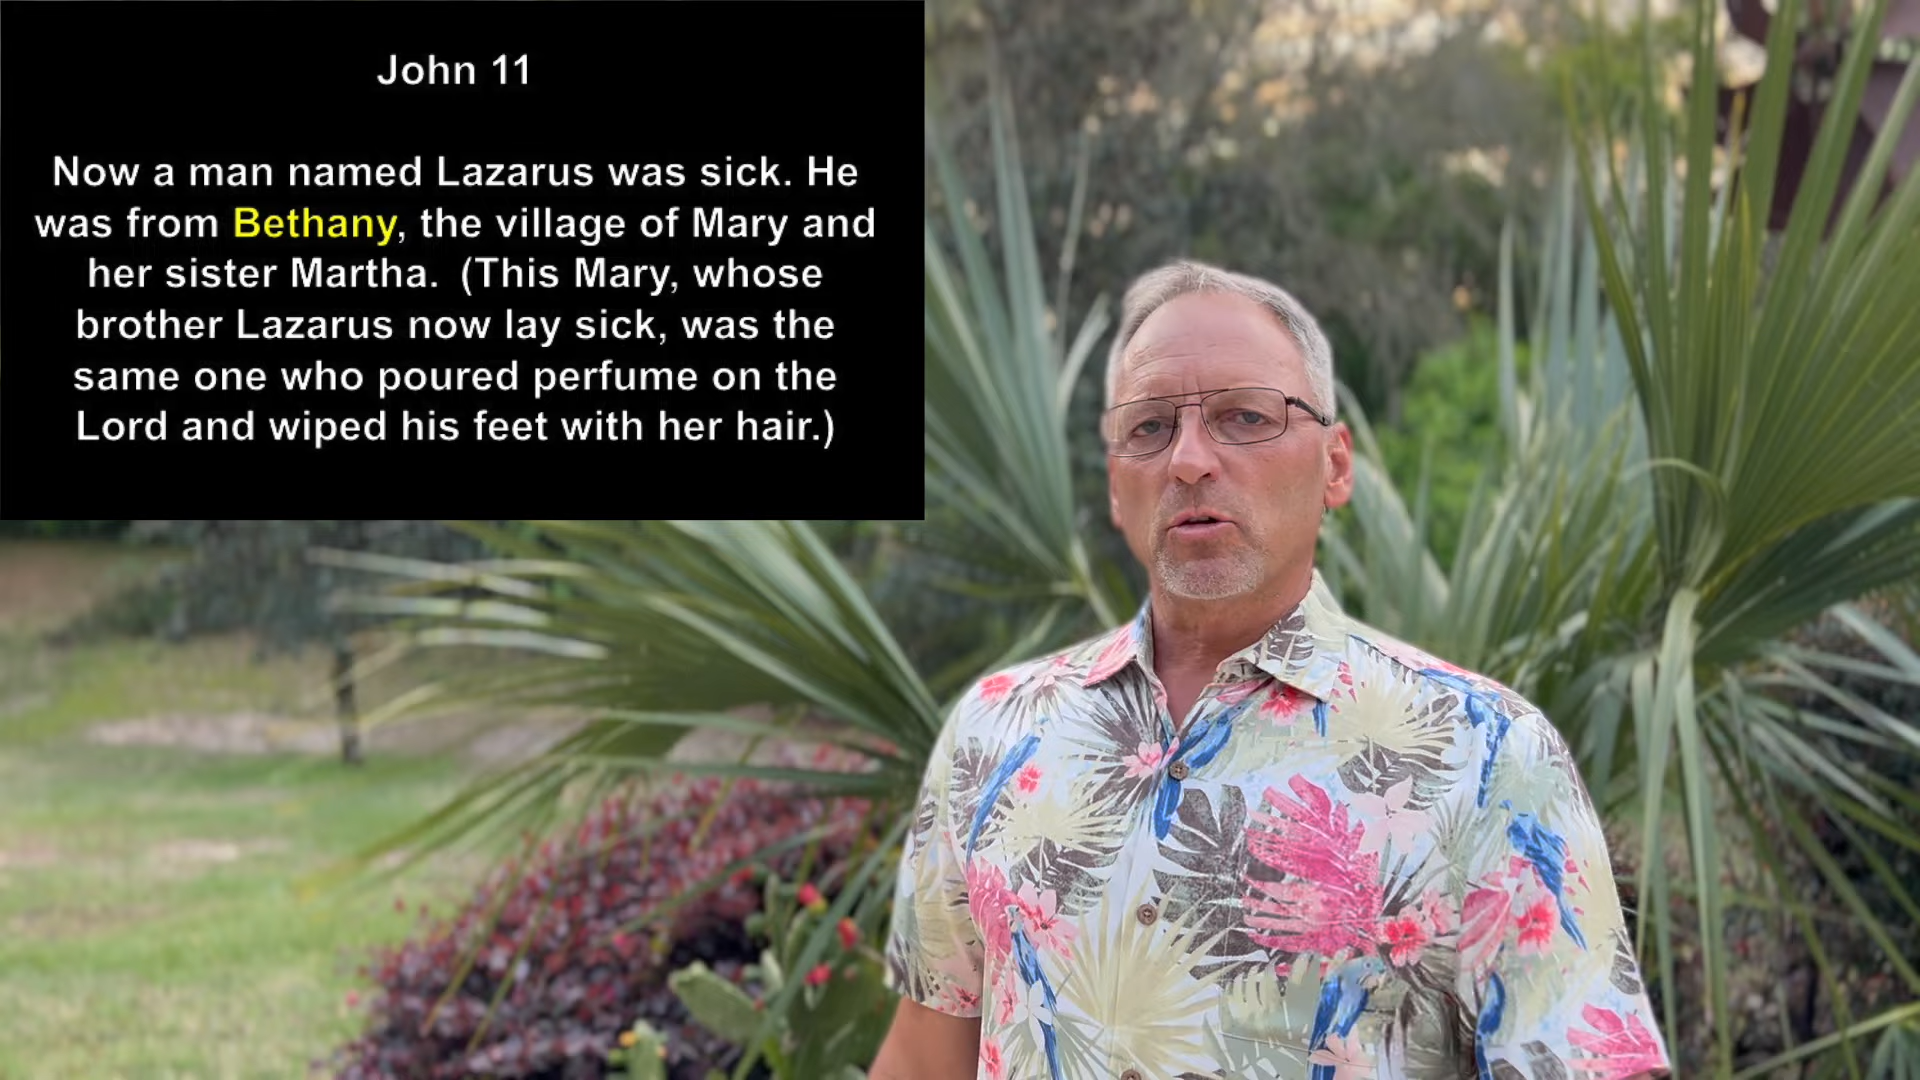 John 11
Now a man named Lazarus was sick. He
was from Bethany, the village of Mary and
her sister Martha.  (This Mary, whose
brother Lazarus now lay sick, was the
same one who poured perfume on the
Lord and wiped his feet with her hair.)